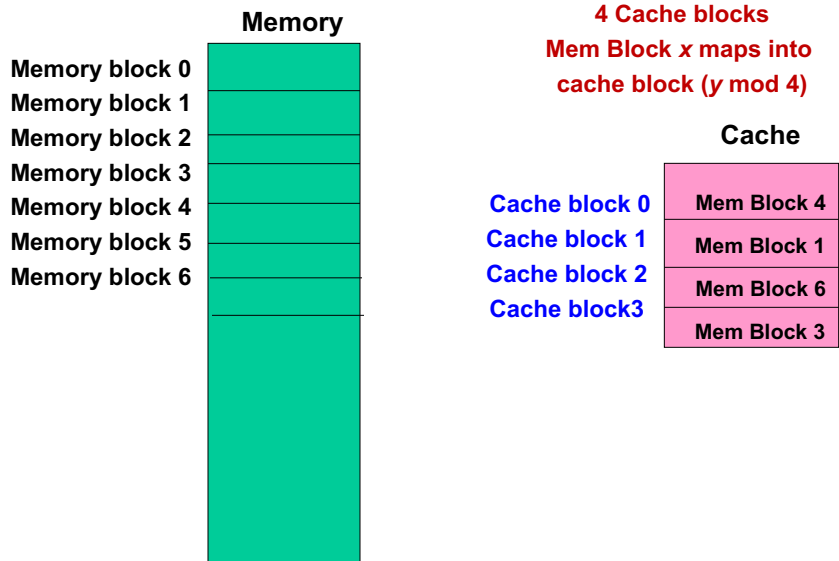 Memory
Memory block 0
Memory block 1
Memory block 2
Memory block 3
Memory block 4
Memory block 5
Memory block 6
4 Cache blocks
Mem Block x maps into
cache block (y mod 4)
Cache
Cache block 0
Mem Block 4
Cache block 1
Mem Block 1
Cache block 2
Mem Block 6
Cache block3
Mem Block 3